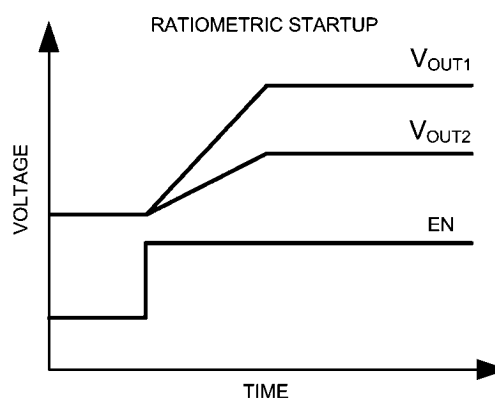 RATIOMETRIC STARTUP
VOUT1
VOUT2
EN
VOLTAGE
TIME